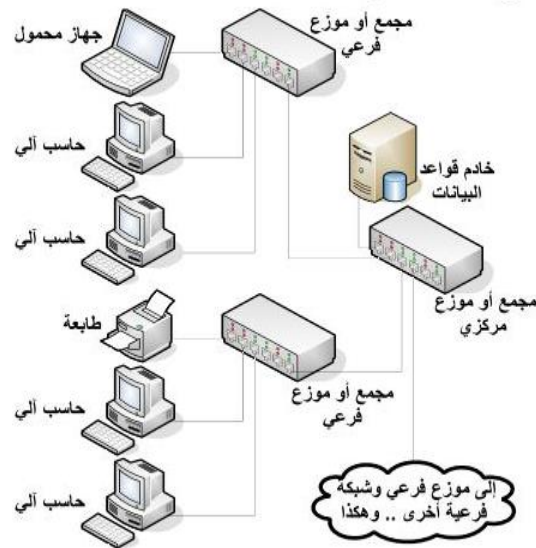 مجمع أو موزع
فرعي
جهاز محمول
حاسب آلي
خادم قواعد
البيانات
حاسب آلي
مجمع أو موزع
مركزي
طابعة
مجمع أو موزع
فرعي
حاسب آلي
حاسب آلي
إلى موزع فرعي وشبكة
فرعية أخرى .. وهكذا